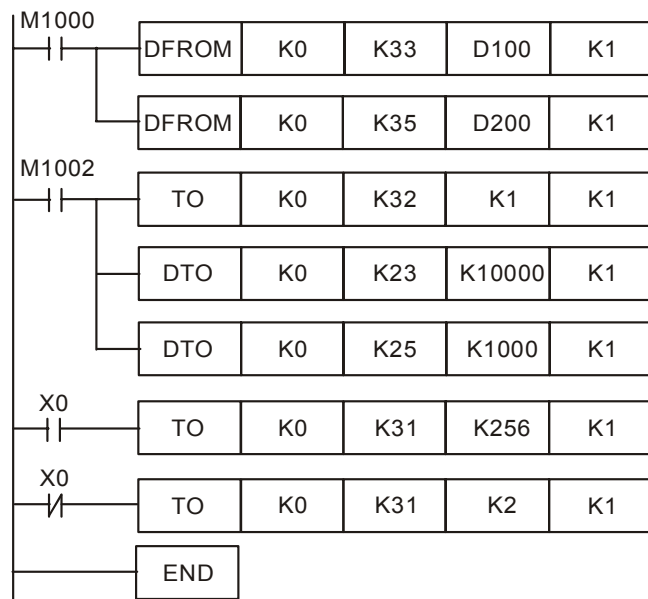 M1000
DFROM K0 K33 D100 K1
DFROM K0 K35 D200 K1
M1002
TO K0 K32 K1 K1
DTO K0 K23 K10000 K1
DTO K0 K25 K1000 K1
X0
TO K0 K31 K256 K1
X0
TO K0 K31 K2 K1
END